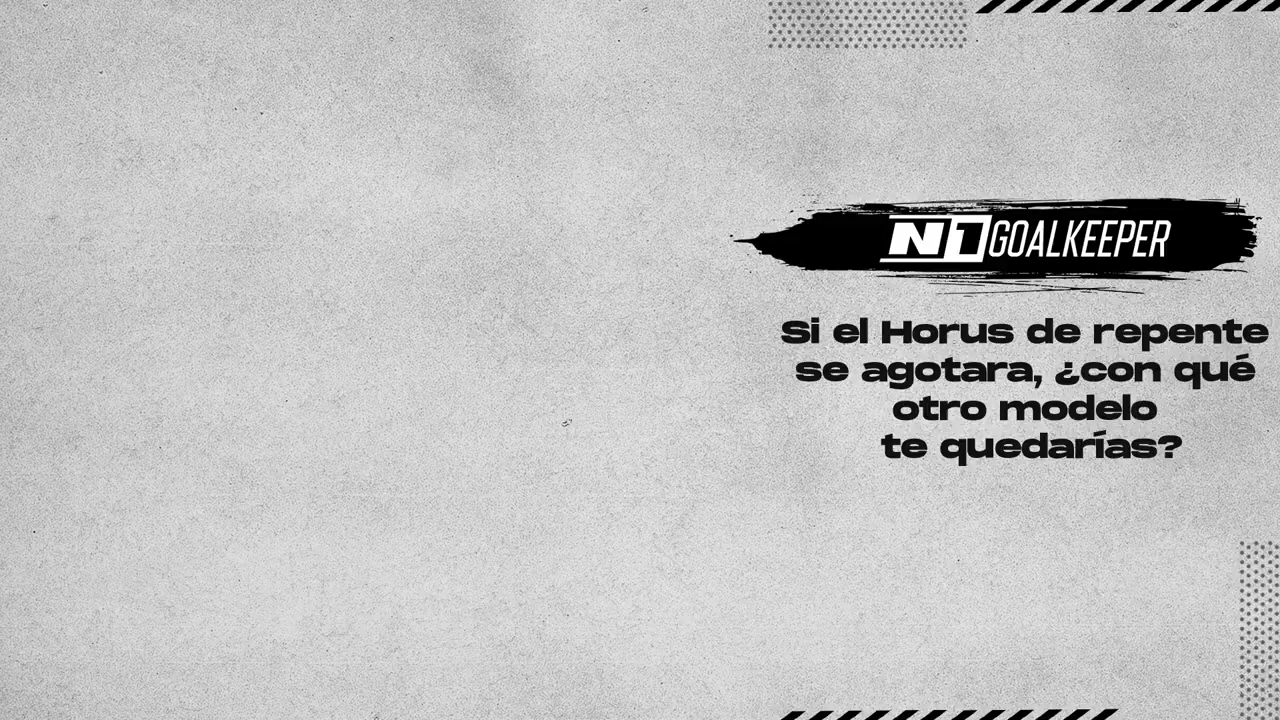 N1 GOALKEEPER
Si el Horus de repente
se agotara, ¿con qué
otro modelo
te quedarías?